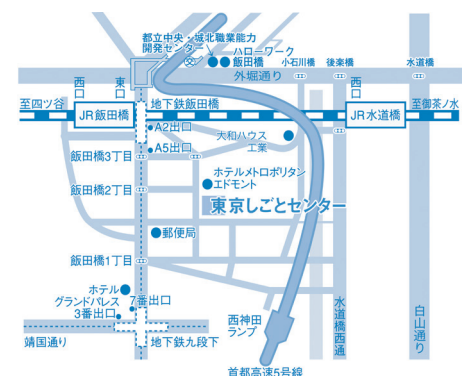 都立中央・城北職業能力
開発センター
ハローワーク
飯田橋
外堀通り
小石川橋
後楽橋
水道橋
西口
東口
西口
至四ツ谷
地下鉄飯田橋
至御茶ノ水
JR飯田橋
JR水道橋
A2出口
大和ハウス
工業
A5出口
飯田橋3丁目
ホテルメトロポリタン
エドモント
飯田橋2丁目
東京しごとセンター
郵便局
飯田橋1丁目
ホテル
グランドパレス
7番出口
3番出口
西神田
ランプ
水道橋西通
白山通り
靖国通り
地下鉄九段下
首都高速5号線